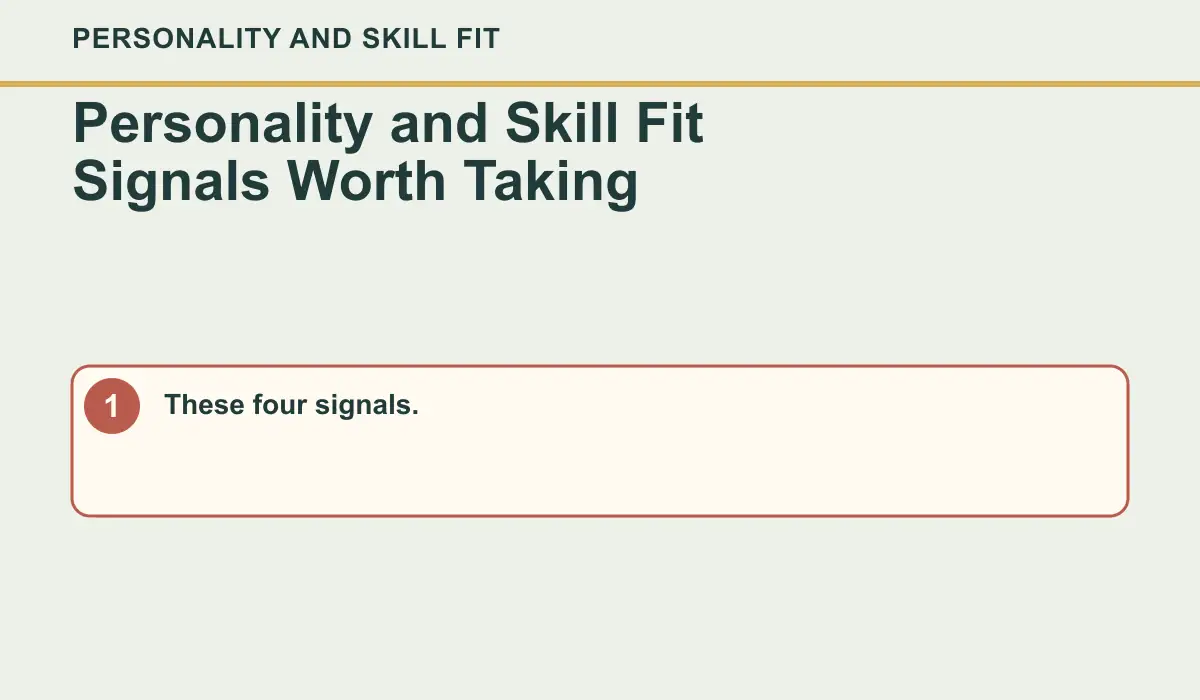 PERSONALITY AND SKILL FIT
Personality and Skill Fit
Signals Worth Taking
1
These four signals.